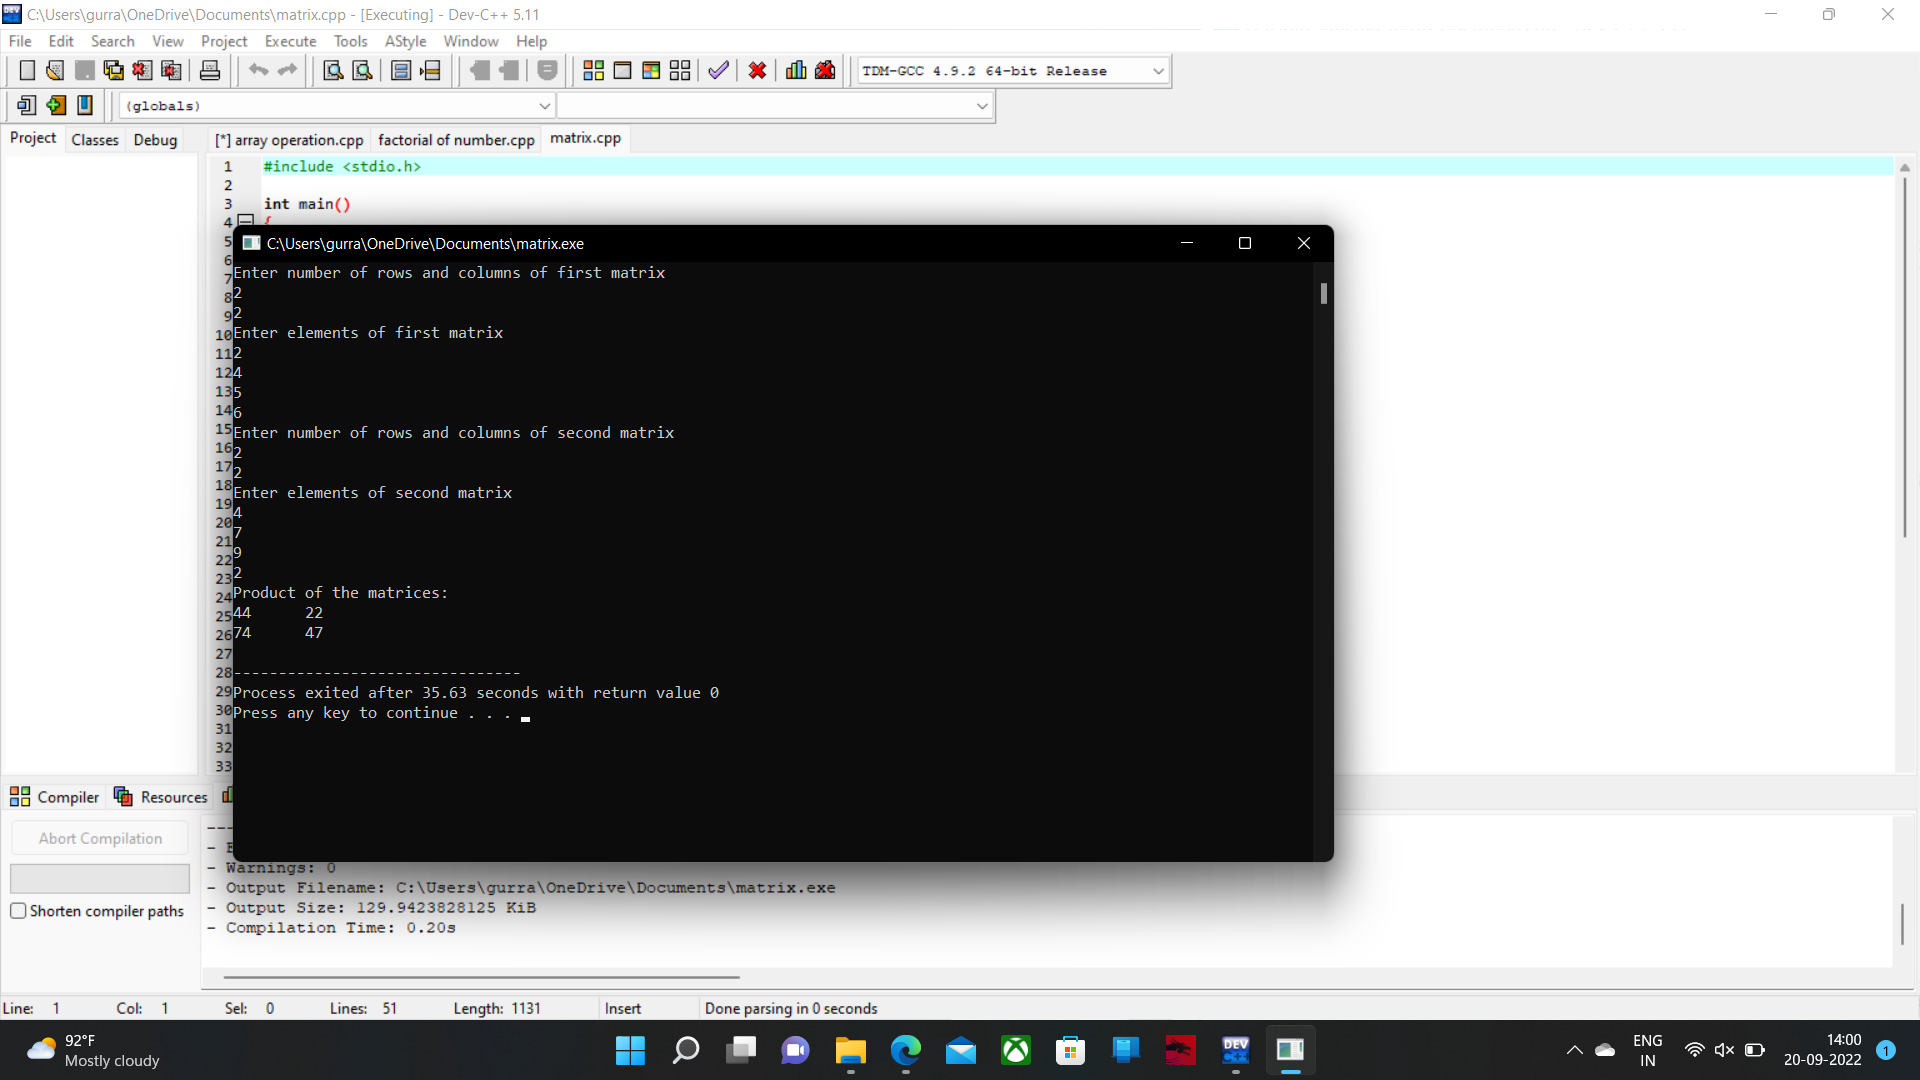 C:\Users\gurra\OneDrive\Documents\matrix.cpp - [Executing] - Dev-C++ 5.11
File Edit Search View Project Execute Tools AStyle Window Help
TDM-GCC 4.9.2 64-bit Release
(globals)
Project Classes Debug [*] array operation.cpp factorial of number.cpp matrix.cpp
1 #include <stdio.h>
2
3 int main()
4 {
5
6
7
8
9
10
11
12
13
14
15
16
17
18
19
20
21
22
23
24
25
26
27
28
29
30
31
32
33
C:\Users\gurra\OneDrive\Documents\matrix.exe
Enter number of rows and columns of first matrix
2
2
Enter elements of first matrix
2
4
5
6
Enter number of rows and columns of second matrix
2
2
Enter elements of second matrix
4
7
9
2
Product of the matrices:
44 22
74 47
--------------------------------
Process exited after 35.63 seconds with return value 0
Press any key to continue . . .
Compiler Resources
Abort Compilation
Shorten compiler paths
- Warnings: 0
- Output Filename: C:\Users\gurra\OneDrive\Documents\matrix.exe
- Output Size: 129.9423828125 KiB
- Compilation Time: 0.20s
Line: 1 Col: 1 Sel: 0 Lines: 51 Length: 1131 Insert Done parsing in 0 seconds
92°F
Mostly cloudy
DEV
C++
ENG
IN
14:00
20-09-2022
1